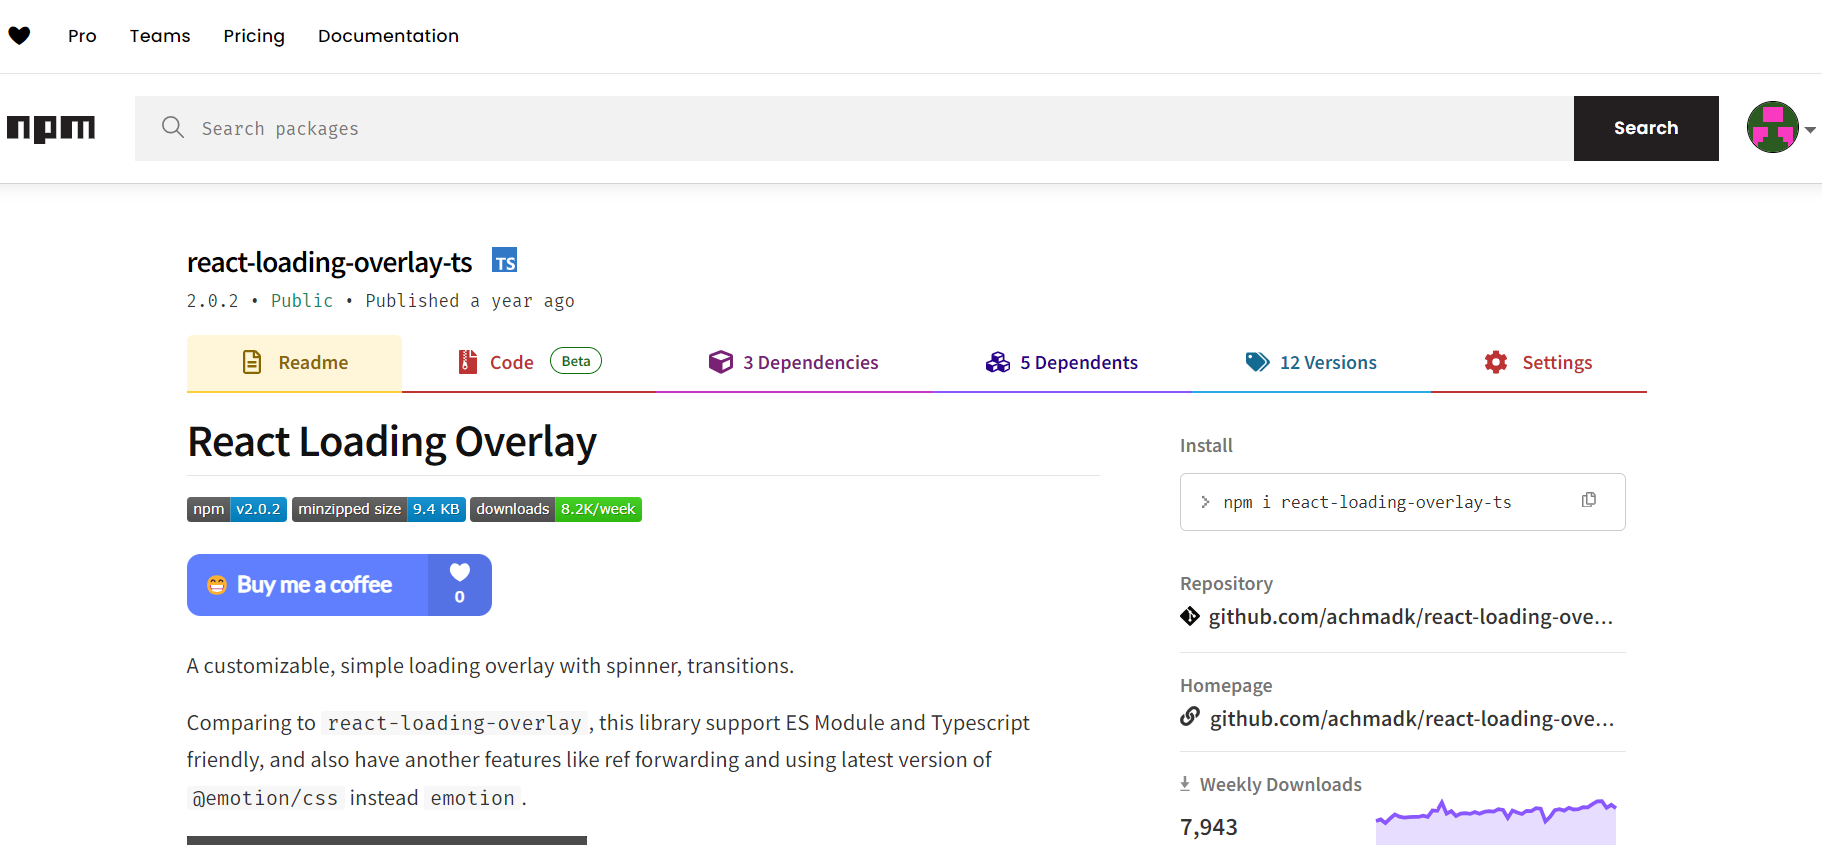 Pro Teams Pricing Documentation
npm Search packages Search
react-loading-overlay-ts TS
2.0.2 • Public • Published a year ago
Readme Code Beta 3 Dependencies 5 Dependents 12 Versions Settings
React Loading Overlay
npm v2.0.2 minzipped size 9.4 KB downloads 8.2K/week
Buy me a coffee 0
A customizable, simple loading overlay with spinner, transitions.
Comparing to react-loading-overlay, this library support ES Module and Typescript
friendly, and also have another features like ref forwarding and using latest version of
@emotion/css instead emotion.
Install
> npm i react-loading-overlay-ts
Repository
github.com/achmadk/react-loading-ove...
Homepage
github.com/achmadk/react-loading-ove...
Weekly Downloads
7,943